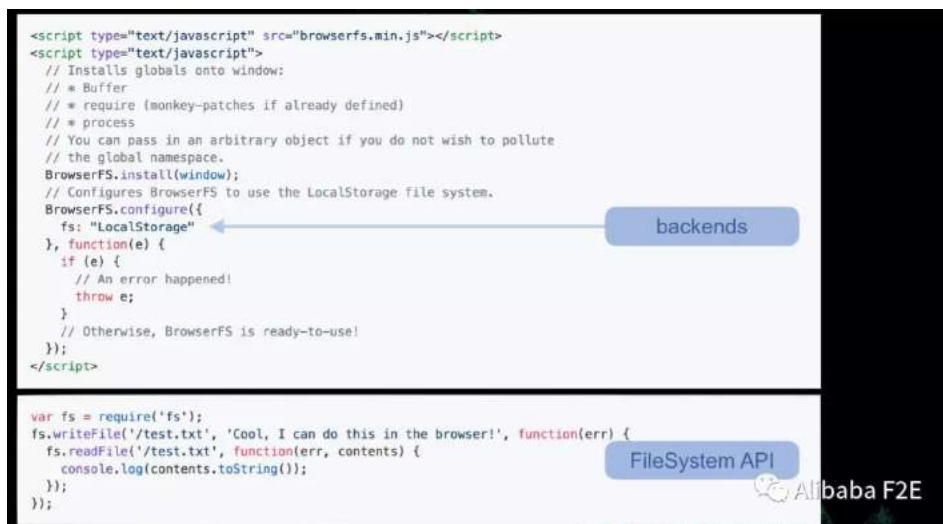 <script type="text/javascript" src="browserfs.min.js"></script>
<script type="text/javascript">
// Installs globals onto window:
// * Buffer
// * require (monkey-patches if already defined)
// * process
// You can pass in an arbitrary object if you do not wish to pollute
// the global namespace.
BrowserFS.install(window);
// Configures BrowserFS to use the LocalStorage file system.
BrowserFS.configure({
fs: "LocalStorage"
backends
}, function(e) {
if (e) {
// An error happened!
throw e;
}
// Otherwise, BrowserFS is ready-to-use!
});
</script>
var fs = require('fs');
fs.writeFile('/test.txt', 'Cool, I can do this in the browser!', function(err) {
fs.readFile('/test.txt', function(err, contents) {
console.log(contents.toString());
FileSystem API
});
});
Alibaba F2E